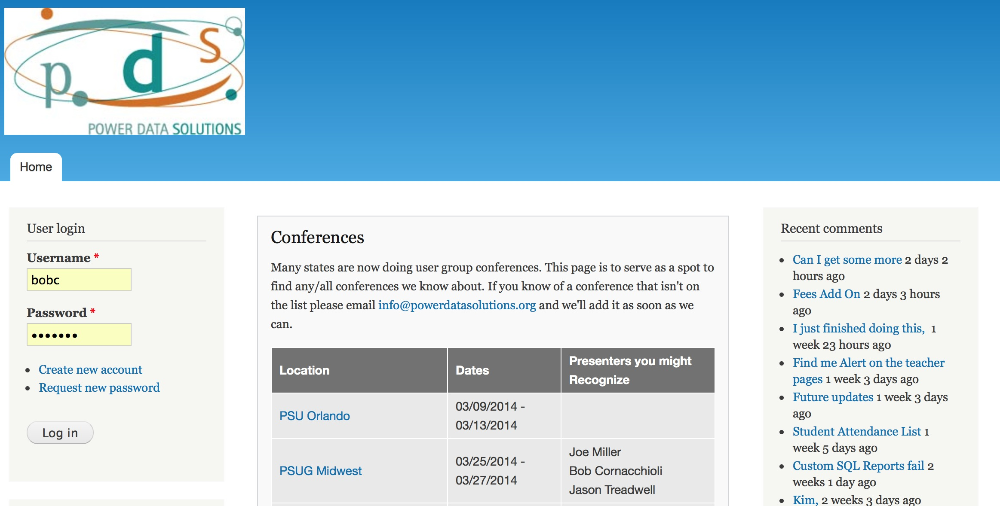 p d s
POWER DATA SOLUTIONS
Home
User login
Username *
bobc
Password *
•••••••
Create new account
Request new password
Log in
Conferences
Many states are now doing user group conferences. This page is to serve as a spot to
find any/all conferences we know about. If you know of a conference that isn't on
the list please email info@powerdatasolutions.org and we'll add it as soon as we
can.
Location
Dates
Presenters you might
Recognize
PSU Orlando
03/09/2014 -
03/13/2014
PSUG Midwest
03/25/2014 -
03/27/2014
Joe Miller
Bob Cornacchioli
Jason Treadwell
Recent comments
Can I get some more 2 days 2
hours ago
Fees Add On 2 days 3 hours
ago
I just finished doing this, 1
week 23 hours ago
Find me Alert on the teacher
pages 1 week 3 days ago
Future updates 1 week 3 days
ago
Student Attendance List 1
week 5 days ago
Custom SQL Reports fail 2
weeks 1 day ago
Kim, 2 weeks 3 days ago